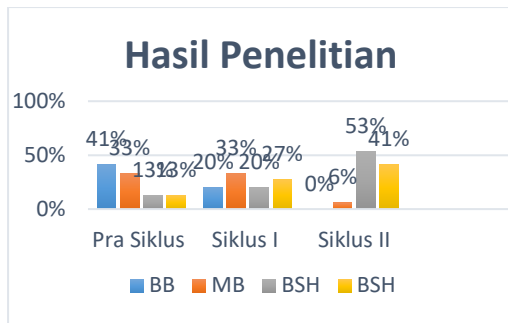 Hasil Penelitian
100%
50%
0%
41%
33%
13%
13%
20%
33%
20%
27%
0%
6%
53%
41%
Pra Siklus
Siklus I
Siklus II
BB
MB
BSH
BSH